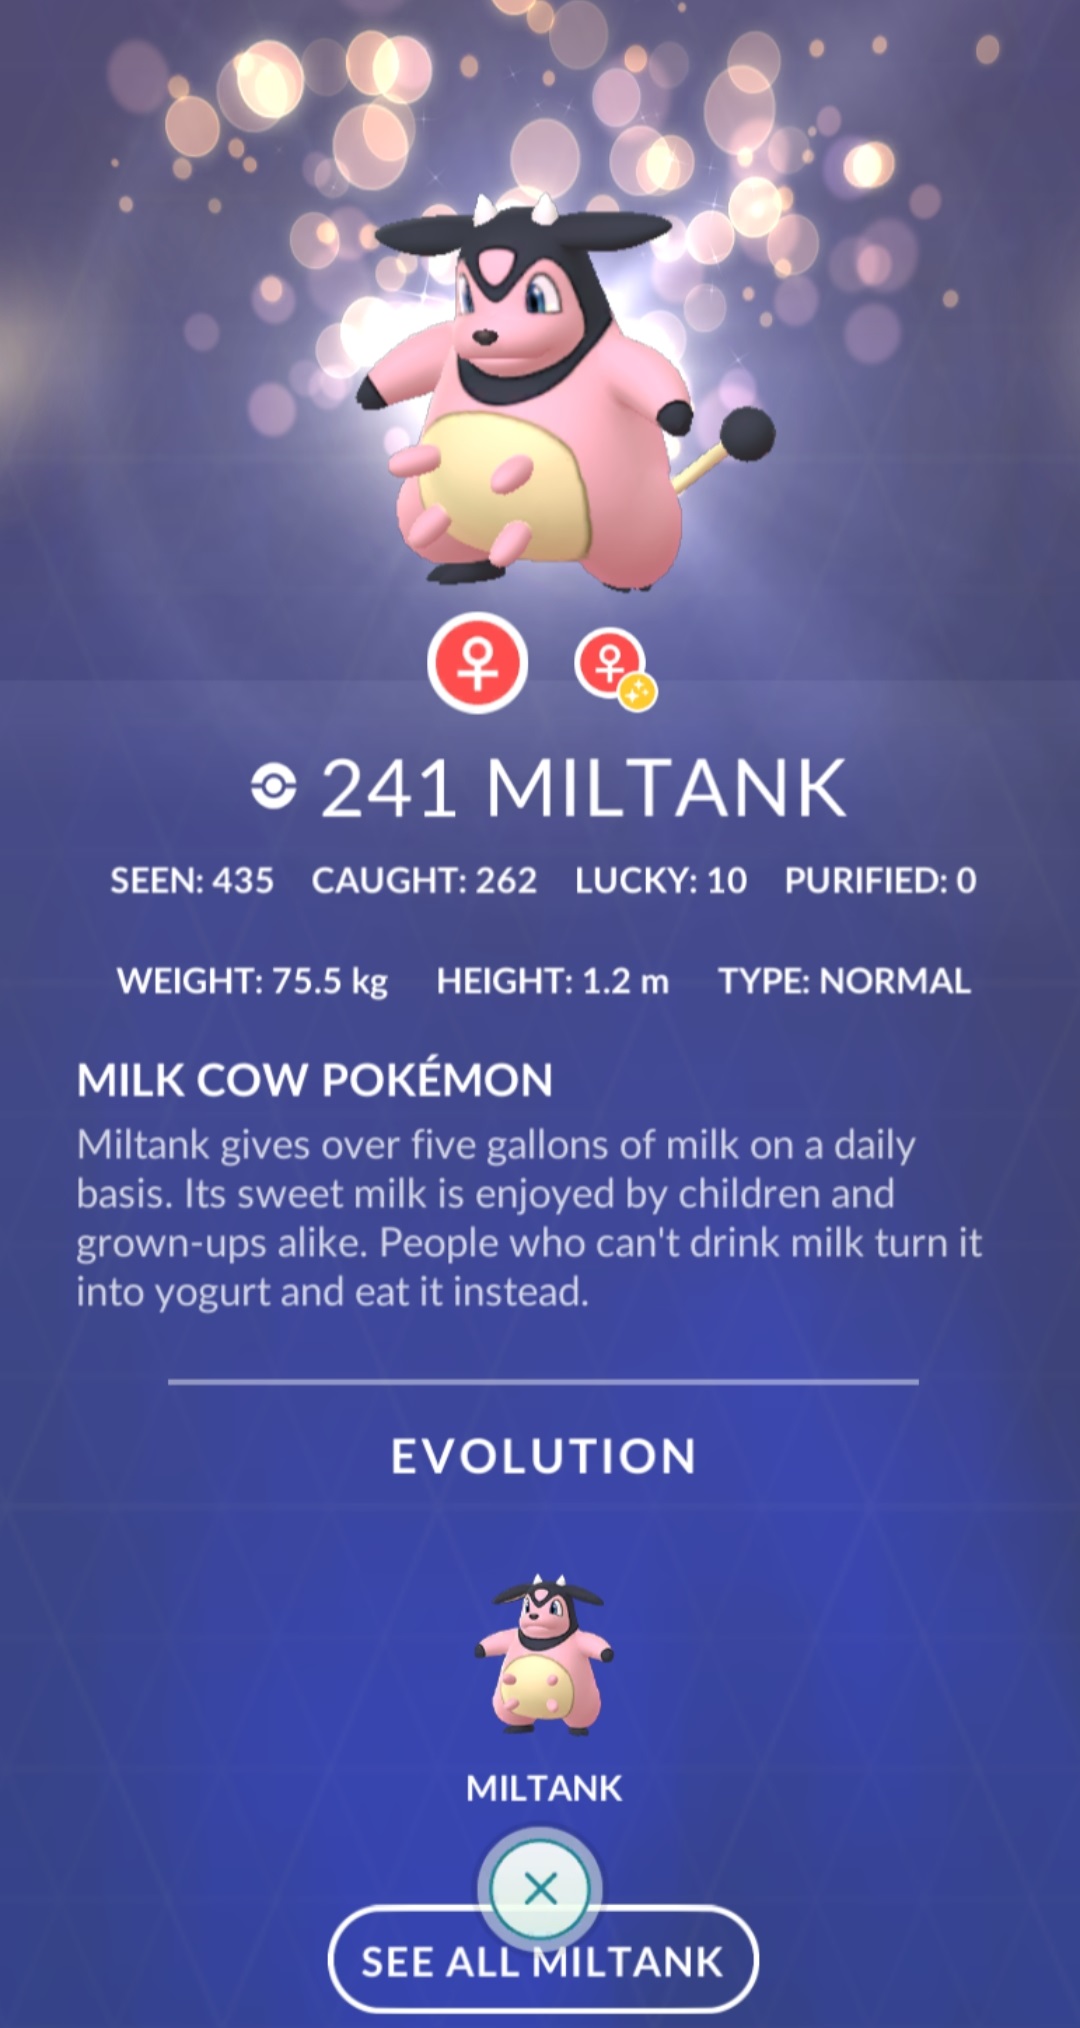 241 MILTANK
SEEN: 435 CAUGHT: 262 LUCKY: 10 PURIFIED: 0
WEIGHT: 75.5 kg HEIGHT: 1.2 m TYPE: NORMAL
MILK COW POKÉMON
Miltank gives over five gallons of milk on a daily
basis. Its sweet milk is enjoyed by children and
grown-ups alike. People who can't drink milk turn it
into yogurt and eat it instead.
EVOLUTION
MILTANK
SEE ALL MILTANK